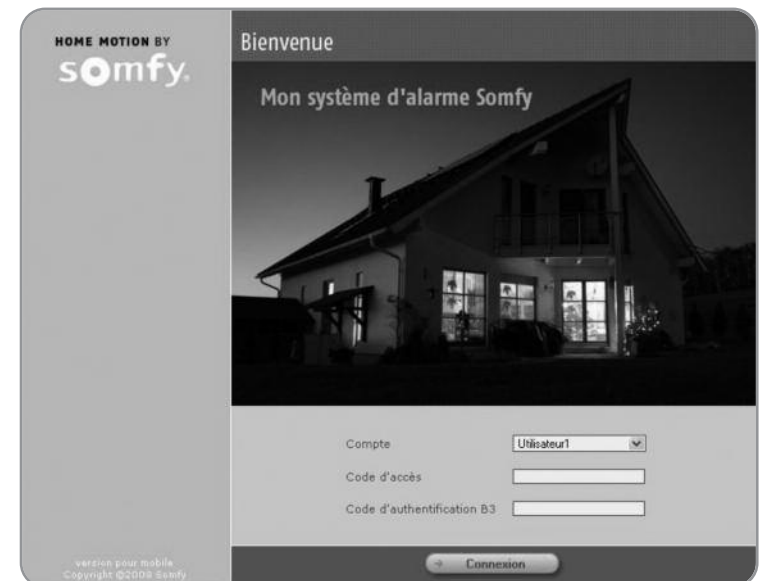 HOME MOTION BY
somfy.
Bienvenue
Mon système d'alarme Somfy
Compte
Utilisateur1
Code d'accès
Code d'authentification B3
version pour mobile
Copyright ©2008 Somfy
Connexion